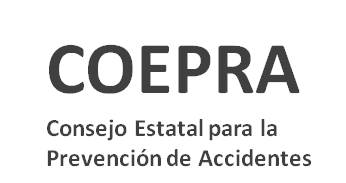 COEPRA
Consejo Estatal para la
Prevención de Accidentes